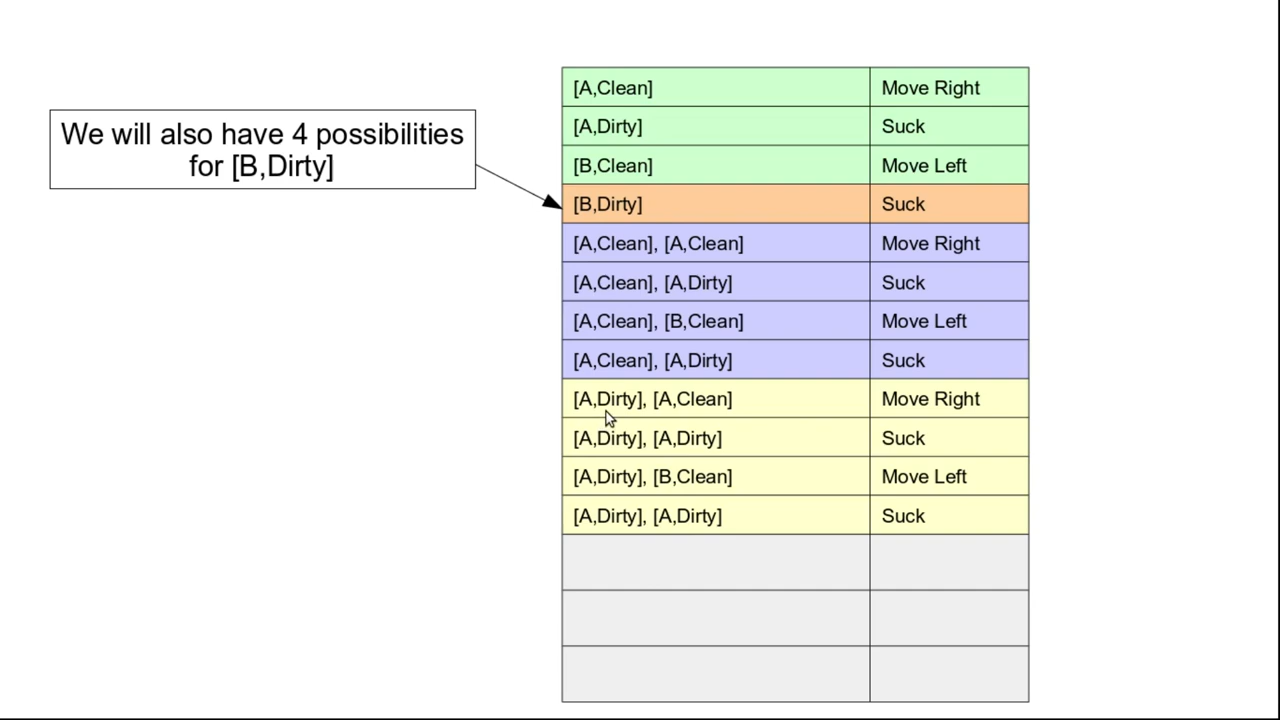 We will also have 4 possibilities
for [B,Dirty]
[A,Clean] Move Right
[A,Dirty] Suck
[B,Clean] Move Left
[B,Dirty] Suck
[A,Clean], [A,Clean] Move Right
[A,Clean], [A,Dirty] Suck
[A,Clean], [B,Clean] Move Left
[A,Clean], [A,Dirty] Suck
[A,Dirty], [A,Clean] Move Right
[A,Dirty], [A,Dirty] Suck
[A,Dirty], [B,Clean] Move Left
[A,Dirty], [A,Dirty] Suck